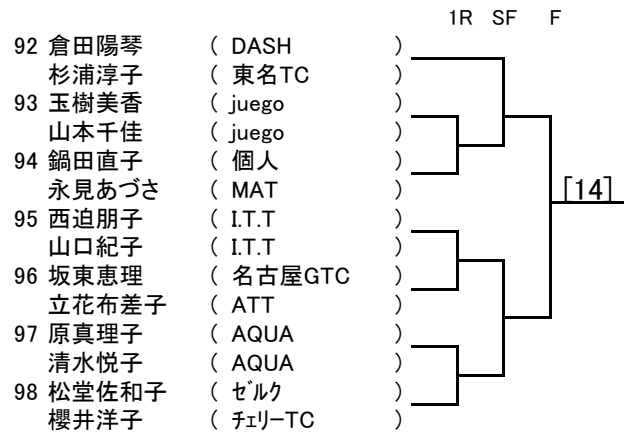 1R SF F
92 倉田陽琴 ( DASH )
杉浦淳子 ( 東名TC )
93 玉樹美香 ( juego )
山本千佳 ( juego )
94 鍋田直子 ( 個人 )
永見あづさ ( MAT )
[14]
95 西迫朋子 ( I.T.T )
山口紀子 ( I.T.T )
96 坂東恵理 ( 名古屋GTC )
立花布差子 ( ATT )
97 原真理子 ( AQUA )
清水悦子 ( AQUA )
98 松堂佐和子 ( ｾﾞﾙｸ )
櫻井洋子 ( ﾁｪﾘｰTC )